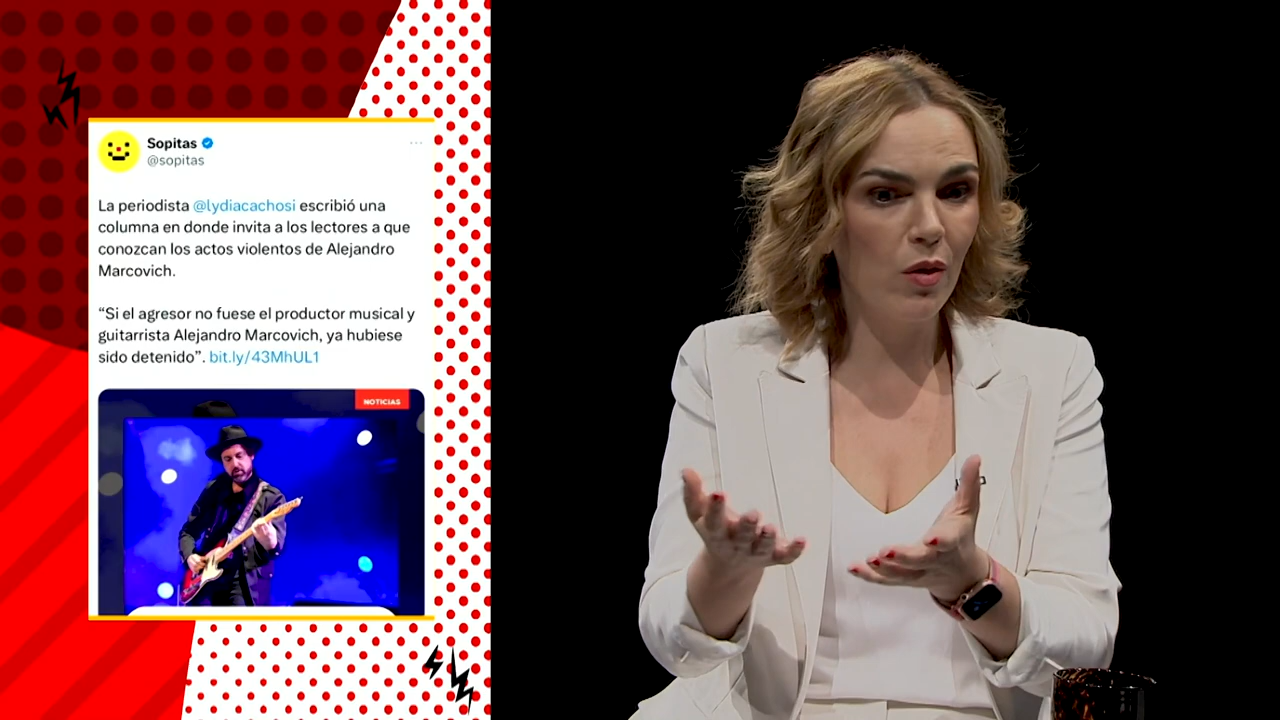 Sopitas
@sopitas
La periodista @lydiacachosi escribió una
columna en donde invita a los lectores a que
conozcan los actos violentos de Alejandro
Marcovich.
“Si el agresor no fuese el productor musical y
guitarrista Alejandro Marcovich, ya hubiese
sido detenido”. bit.ly/43MhUL1
NOTICIAS